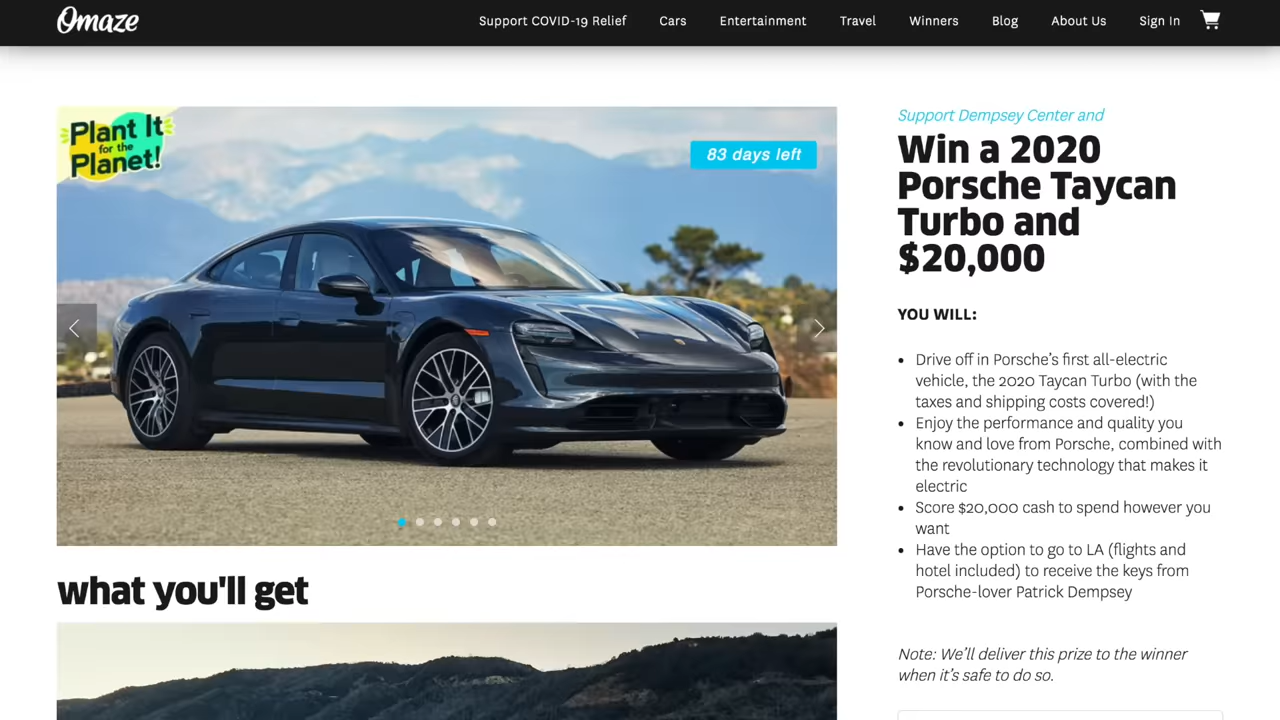 Omaze
Support COVID-19 Relief
Cars
Entertainment
Travel
Winners
Blog
About Us
Sign In
Plant It
for the
Planet!
83 days left
what you'll get
Support Dempsey Center and
Win a 2020
Porsche Taycan
Turbo and
$20,000
YOU WILL:
• Drive off in Porsche's first all-electric
vehicle, the 2020 Taycan Turbo (with the
taxes and shipping costs covered!)
• Enjoy the performance and quality you
know and love from Porsche, combined with
the revolutionary technology that makes it
electric
• Score $20,000 cash to spend however you
want
• Have the option to go to LA (flights and
hotel included) to receive the keys from
Porsche-lover Patrick Dempsey
Note: We'll deliver this prize to the winner
when it's safe to do so.